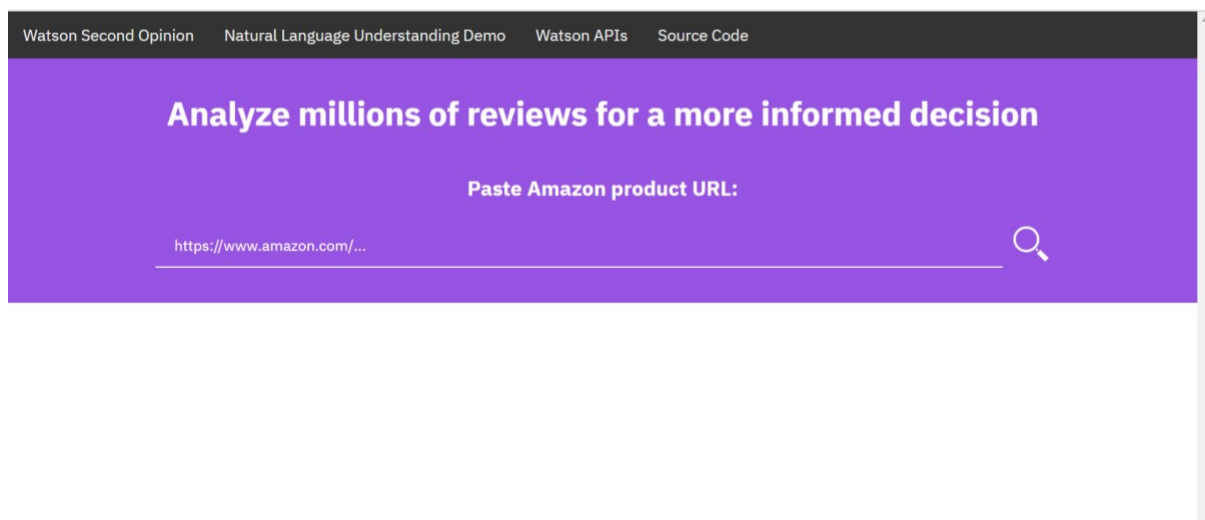 Watson Second Opinion Natural Language Understanding Demo Watson APIs Source Code
Analyze millions of reviews for a more informed decision
Paste Amazon product URL:
https://www.amazon.com/...